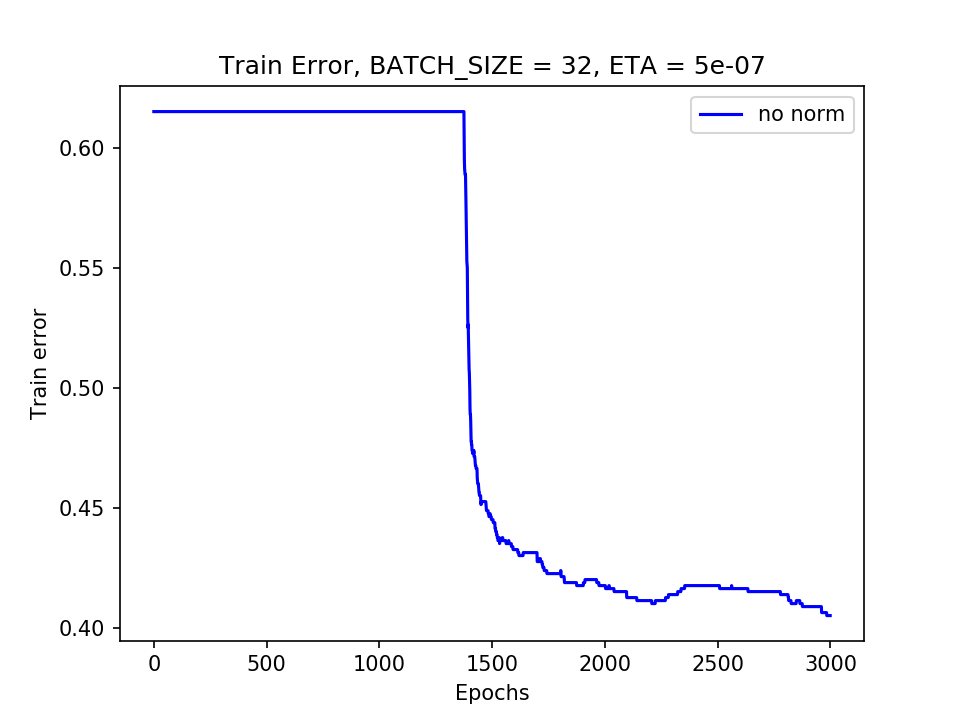 Train Error, BATCH_SIZE = 32, ETA = 5e-07
no norm
Train error
0.60
0.55
0.50
0.45
0.40
0 500 1000 1500 2000 2500 3000
Epochs